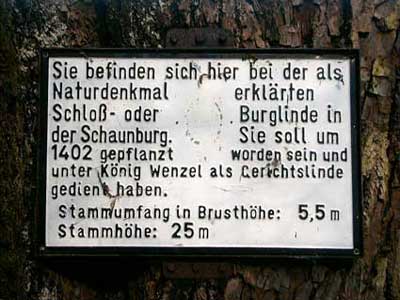 Sie befinden sich hier bei der als
Naturdenkmal erklärten
Schloß- oder Burglinde in
der Schaunburg. Sie soll um
1402 gepflanzt worden sein und
unter König Wenzel als Gerichtslinde
gedient haben.
Stammumfang in Brusthöhe: 5,5 m
Stammhöhe: 25 m